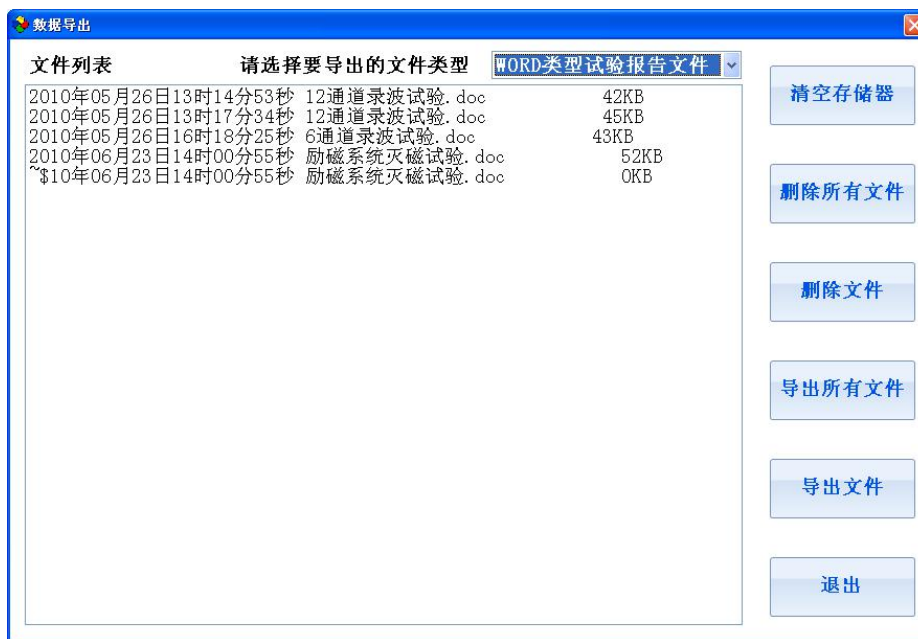 数据导出
文件列表 请选择要导出的文件类型 WORD类型试验报告文件
2010年05月26日13时14分53秒 12通道录波试验.doc 42KB
2010年05月26日13时17分34秒 12通道录波试验.doc 45KB
2010年05月26日16时18分25秒 6通道录波试验.doc 43KB
2010年06月23日14时00分55秒 励磁系统灭磁试验.doc 52KB
~$10年06月23日14时00分55秒 励磁系统灭磁试验.doc 0KB
清空存储器
删除所有文件
删除文件
导出所有文件
导出文件
退出